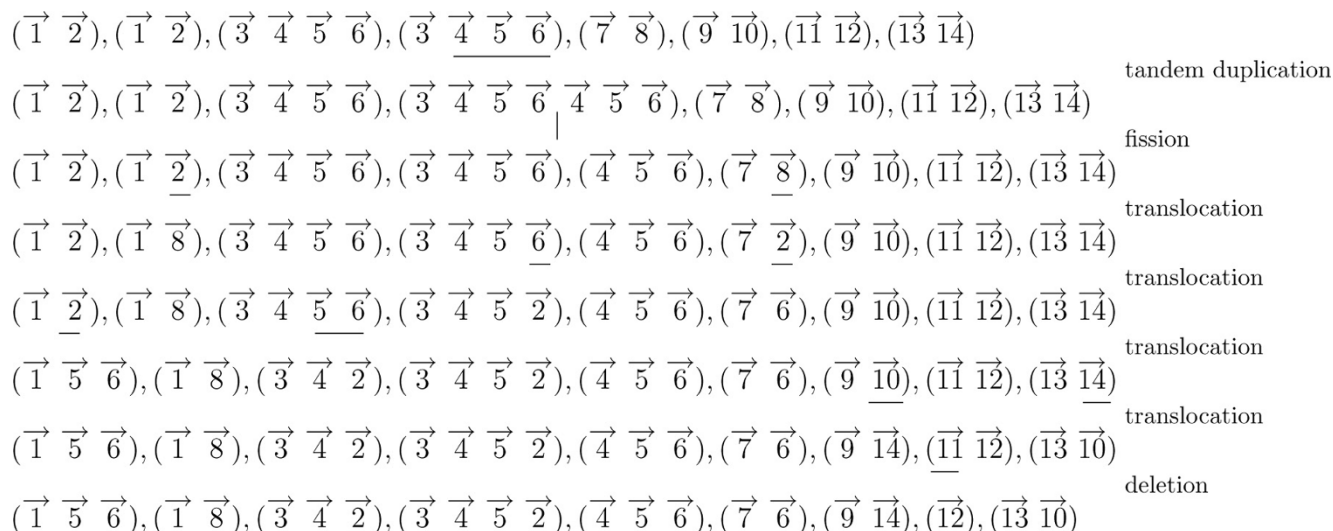 (→1 →2),(→1 →2),(→3 →4 →5 →6),(→3 →4 →5 →6),(→7 →8),(→9 →10),(→11 →12),(→13 →14)
tandem duplication
(→1 →2),(→1 →2),(→3 →4 →5 →6),(→3 →4 →5 →6 →4 →5 →6),(→7 →8),(→9 →10),(→11 →12),(→13 →14)
fission
(→1 →2),(→1 →2),(→3 →4 →5 →6),(→3 →4 →5 →6),(→4 →5 →6),(→7 →8),(→9 →10),(→11 →12),(→13 →14)
translocation
(→1 →2),(→1 →8),(→3 →4 →5 →6),(→3 →4 →5 →6),(→4 →5 →6),(→7 →2),(→9 →10),(→11 →12),(→13 →14)
translocation
(→1 →2),(→1 →8),(→3 →4 →5 →6),(→3 →4 →5 →2),(→4 →5 →6),(→7 →6),(→9 →10),(→11 →12),(→13 →14)
translocation
(→1 →5 →6),(→1 →8),(→3 →4 →2),(→3 →4 →5 →2),(→4 →5 →6),(→7 →6),(→9 →10),(→11 →12),(→13 →14)
translocation
(→1 →5 →6),(→1 →8),(→3 →4 →2),(→3 →4 →5 →2),(→4 →5 →6),(→7 →6),(→9 →14),(→11 →12),(→13 →10)
deletion
(→1 →5 →6),(→1 →8),(→3 →4 →2),(→3 →4 →5 →2),(→4 →5 →6),(→7 →6),(→9 →14),(→12),(→13 →10)